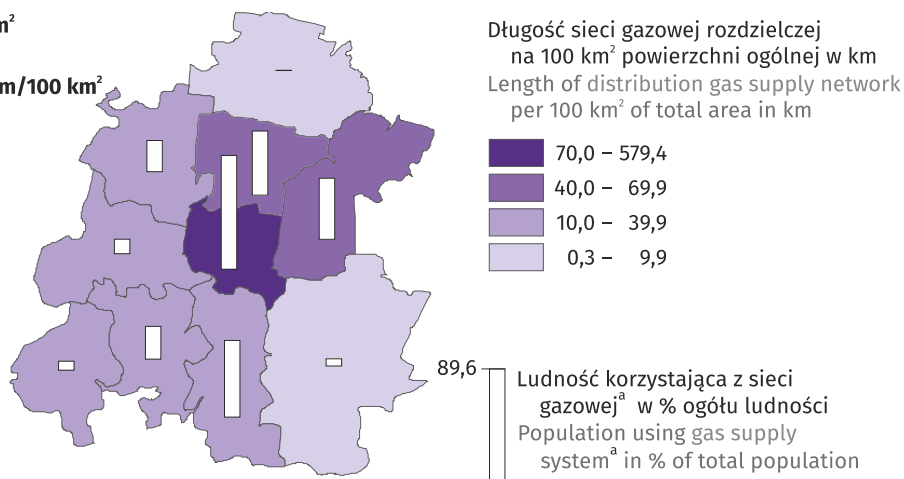 m²
m/100 km²
Długość sieci gazowej rozdzielczej
na 100 km² powierzchni ogólnej w km
Length of distribution gas supply network
per 100 km² of total area in km
70,0 – 579,4
40,0 – 69,9
10,0 – 39,9
0,3 – 9,9
89,6
Ludność korzystająca z sieci
gazowejᵃ w % ogółu ludności
Population using gas supply
systemᵃ in % of total population